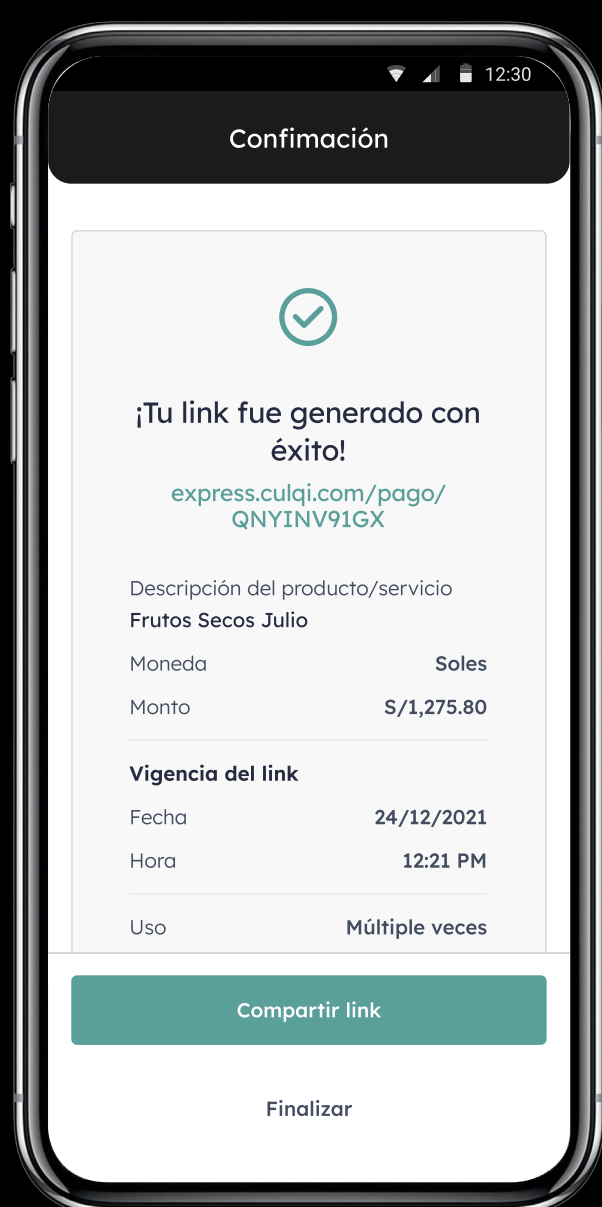 12:30
Confimación
¡Tu link fue generado con
éxito!
express.culqi.com/pago/
QNYINV91GX
Descripción del producto/servicio
Frutos Secos Julio
Moneda Soles
Monto S/1,275.80
Vigencia del link
Fecha 24/12/2021
Hora 12:21 PM
Uso Múltiple veces
Compartir link
Finalizar